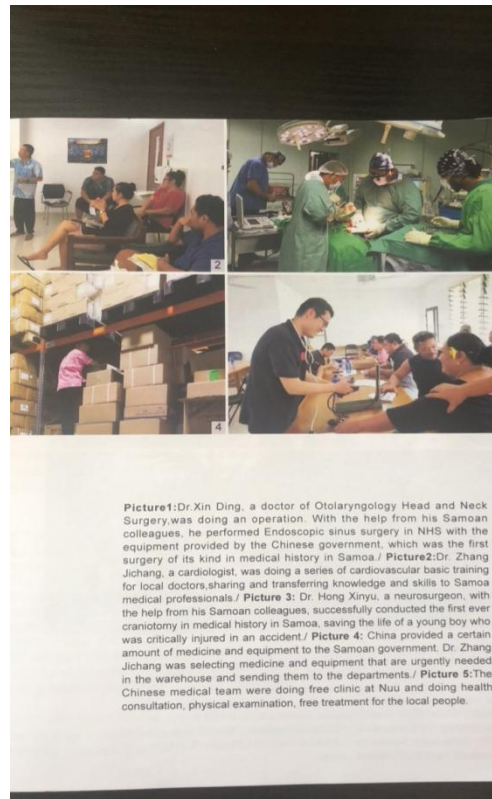 2
4
Picture1:Dr.Xin Ding, a doctor of Otolaryngology Head and Neck
Surgery,was doing an operation. With the help from his Samoan
colleagues, he performed Endoscopic sinus surgery in NHS with the
equipment provided by the Chinese government, which was the first
surgery of its kind in medical history in Samoa./ Picture2:Dr. Zhang
Jichang, a cardiologist, was doing a series of cardiovascular basic training
for local doctors,sharing and transferring knowledge and skills to Samoa
medical professionals./ Picture 3: Dr. Hong Xinyu, a neurosurgeon, with
the help from his Samoan colleagues, successfully conducted the first ever
craniotomy in medical history in Samoa, saving the life of a young boy who
was critically injured in an accident./ Picture 4: China provided a certain
amount of medicine and equipment to the Samoan government. Dr. Zhang
Jichang was selecting medicine and equipment that are urgently needed
in the warehouse and sending them to the departments./ Picture 5:The
Chinese medical team were doing free clinic at Nuu and doing health
consultation, physical examination, free treatment for the local people.